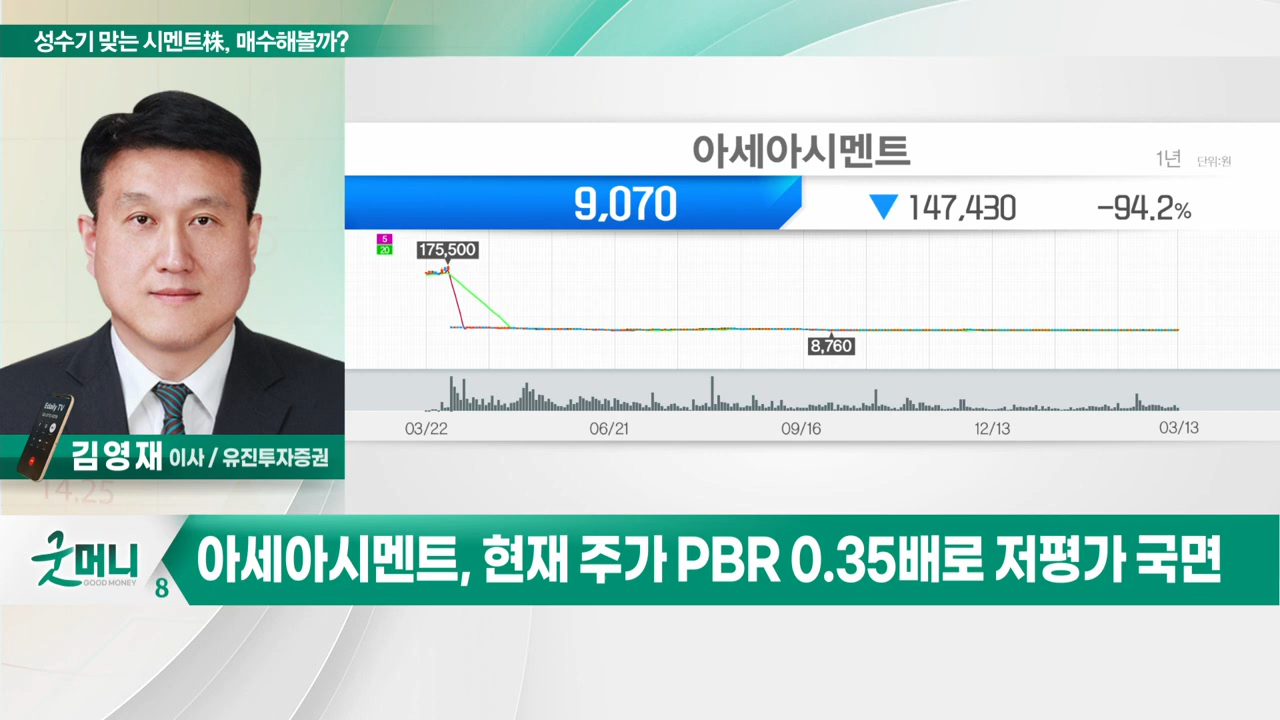 성수기 맞는 시멘트株, 매수해볼까?
아세아시멘트
1년 단위:원
9,070 ▼ 147,430 -94.2%
5
20
175,500
8,760
03/22 06/21 09/16 12/13 03/13
Edaily TV
김영재 이사 / 유진투자증권
14.25
굿머니
GOOD MONEY
8
아세아시멘트, 현재 주가 PBR 0.35배로 저평가 국면